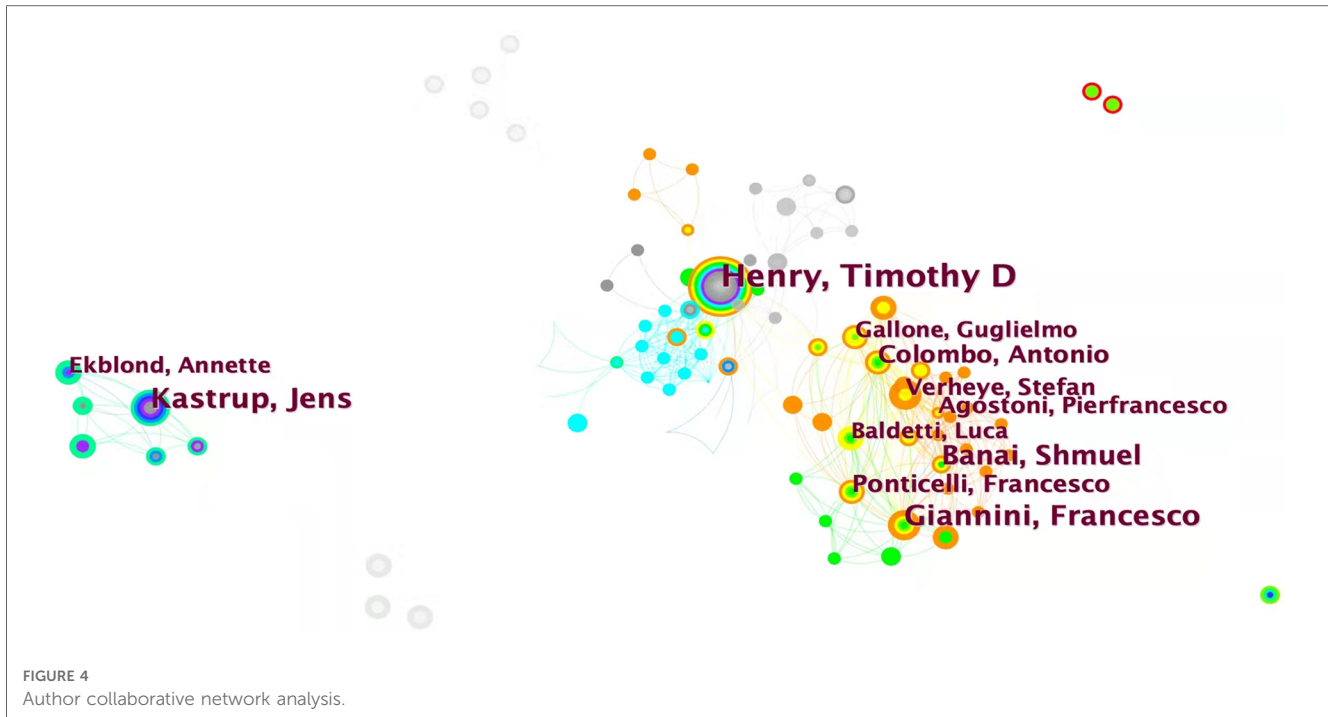 Henry, Timothy D
Gallone, Guglielmo
Colombo, Antonio
Ekblond, Annette
Verheye, Stefan
Kastrup, Jens
Agostoni, Pierfrancesco
Baldetti, Luca
Banai, Shmuel
Ponticelli, Francesco
Giannini, Francesco
FIGURE 4
Author collaborative network analysis.